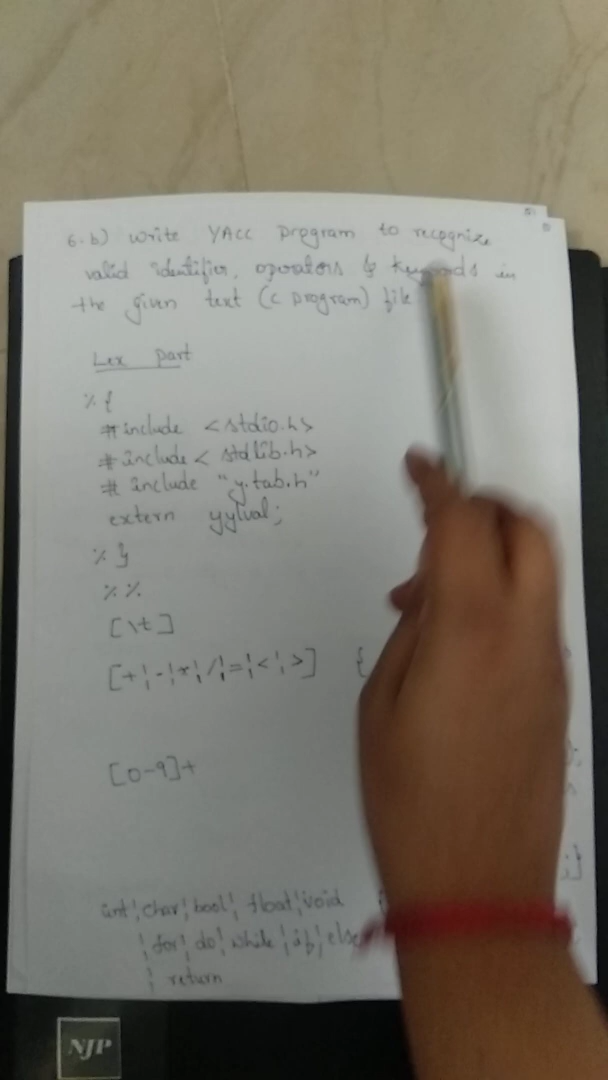 6.b) Write YACC program to recognize
valid identifier, operators & keywords in
the given text (c program) file
Lex part
%{
#include <stdio.h>
#include < stdlib.h>
# include "y.tab.h"
extern yylval;
%}
%%
[\t]
[+¦-¦*¦/¦=¦<¦>] {
[0-9]+
;}
int¦char¦bool¦float¦void
¦for¦do¦while¦if¦else
¦return
NJP